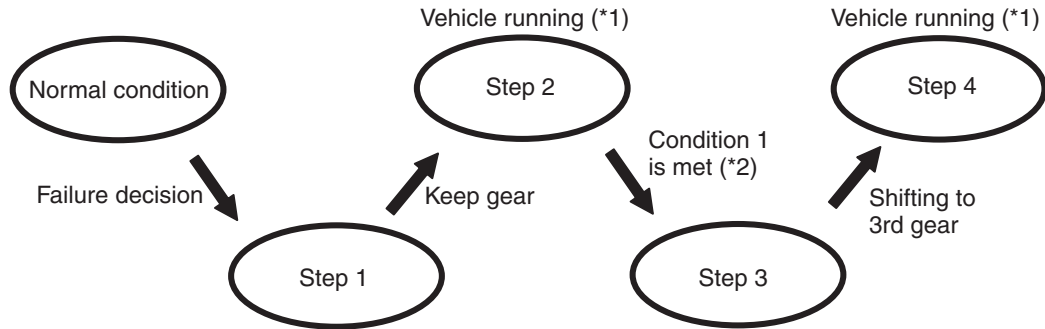 Vehicle running (*1)
Vehicle running (*1)
Normal condition
Step 2
Step 4
Failure decision
Keep gear
Condition 1
is met (*2)
Shifting to
3rd gear
Step 1
Step 3